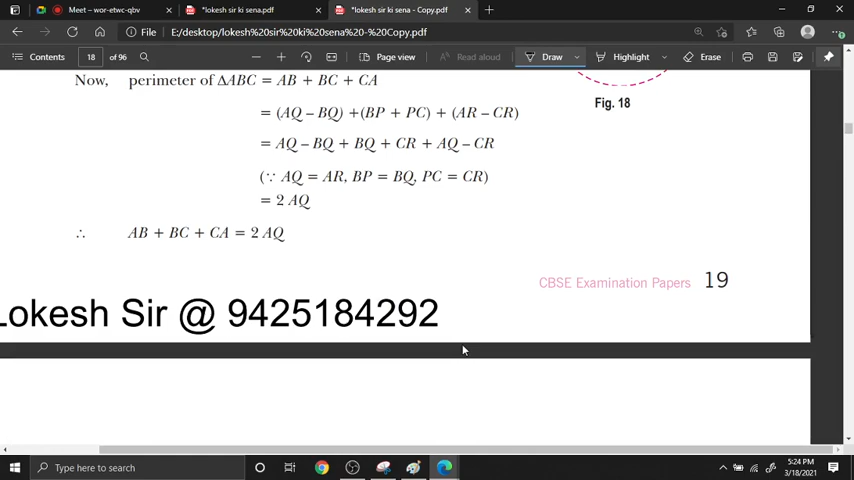 Meet – wor-etwc-qbv
*lokesh sir ki sena.pdf
*lokesh sir ki sena - Copy.pdf
File
E:/desktop/lokesh%20sir%20ki%20sena%20-%20Copy.pdf
Contents
18
of 96
Page view
Read aloud
Draw
Highlight
Erase
Now, perimeter of ΔABC = AB + BC + CA
= (AQ – BQ) +(BP + PC) + (AR – CR)
= AQ – BQ + BQ + CR + AQ – CR
(∵ AQ = AR, BP = BQ, PC = CR)
= 2 AQ
∴ AB + BC + CA = 2 AQ
Fig. 18
CBSE Examination Papers 19
Lokesh Sir @ 9425184292
Type here to search
5:24 PM
3/18/2021